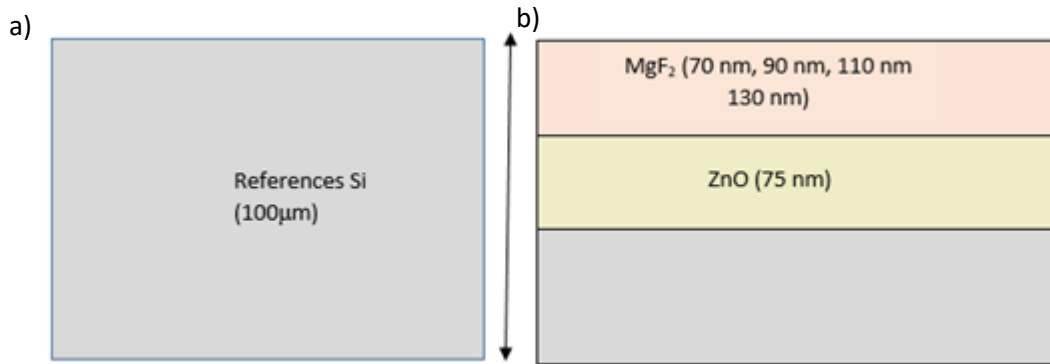 a)
b)
References Si
(100µm)
MgF₂ (70 nm, 90 nm, 110 nm
130 nm)
ZnO (75 nm)